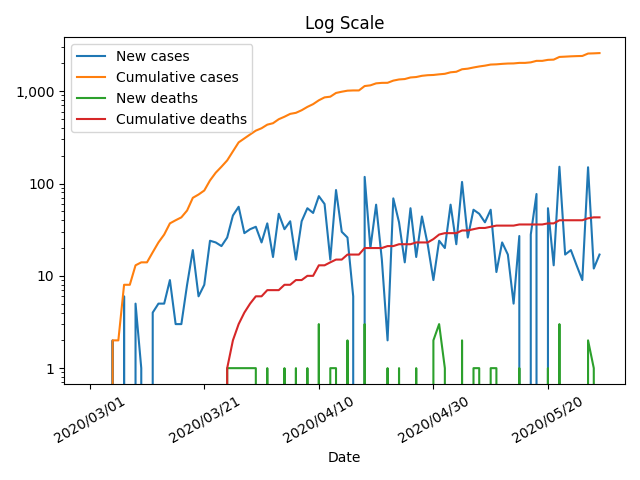 Log Scale
New cases
Cumulative cases
New deaths
Cumulative deaths
1,000
100
10
1
2020/03/01
2020/03/21
2020/04/10
2020/04/30
2020/05/20
Date